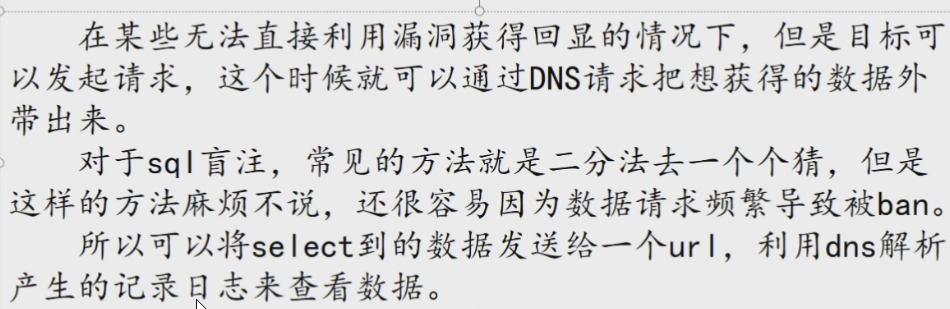 在某些无法直接利用漏洞获得回显的情况下，但是目标可
以发起请求，这个时候就可以通过DNS请求把想获得的数据外
带出来。
对于sql盲注，常见的方法就是二分法去一个个猜，但是
这样的方法麻烦不说，还很容易因为数据请求频繁导致被ban。
所以可以将select到的数据发送给一个url，利用dns解析
产生的记录日志来查看数据。